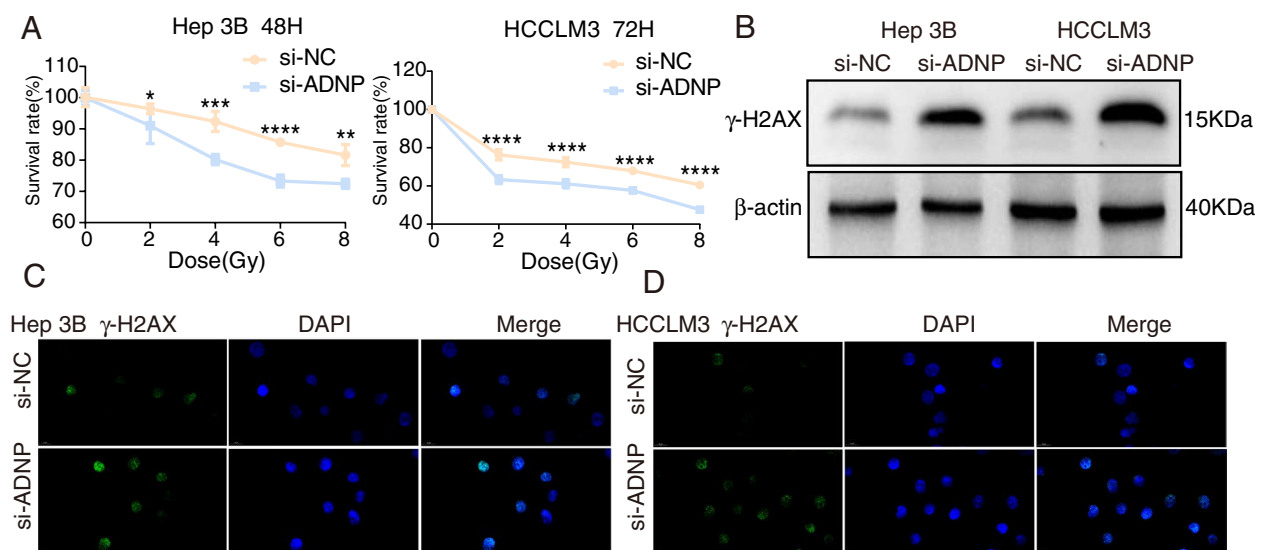 A
Hep 3B 48H
si-NC
si-ADNP
Survival rate(%)
110
100
90
80
70
60
* *** **** **
0 2 4 6 8
Dose(Gy)
HCCLM3 72H
si-NC
si-ADNP
Survival rate(%)
120
100
80
60
40
**** **** **** ****
0 2 4 6 8
Dose(Gy)
B
Hep 3B HCCLM3
si-NC si-ADNP si-NC si-ADNP
γ-H2AX 15KDa
β-actin 40KDa
C
Hep 3B γ-H2AX DAPI Merge
si-NC
si-ADNP
D
HCCLM3 γ-H2AX DAPI Merge
si-NC
si-ADNP